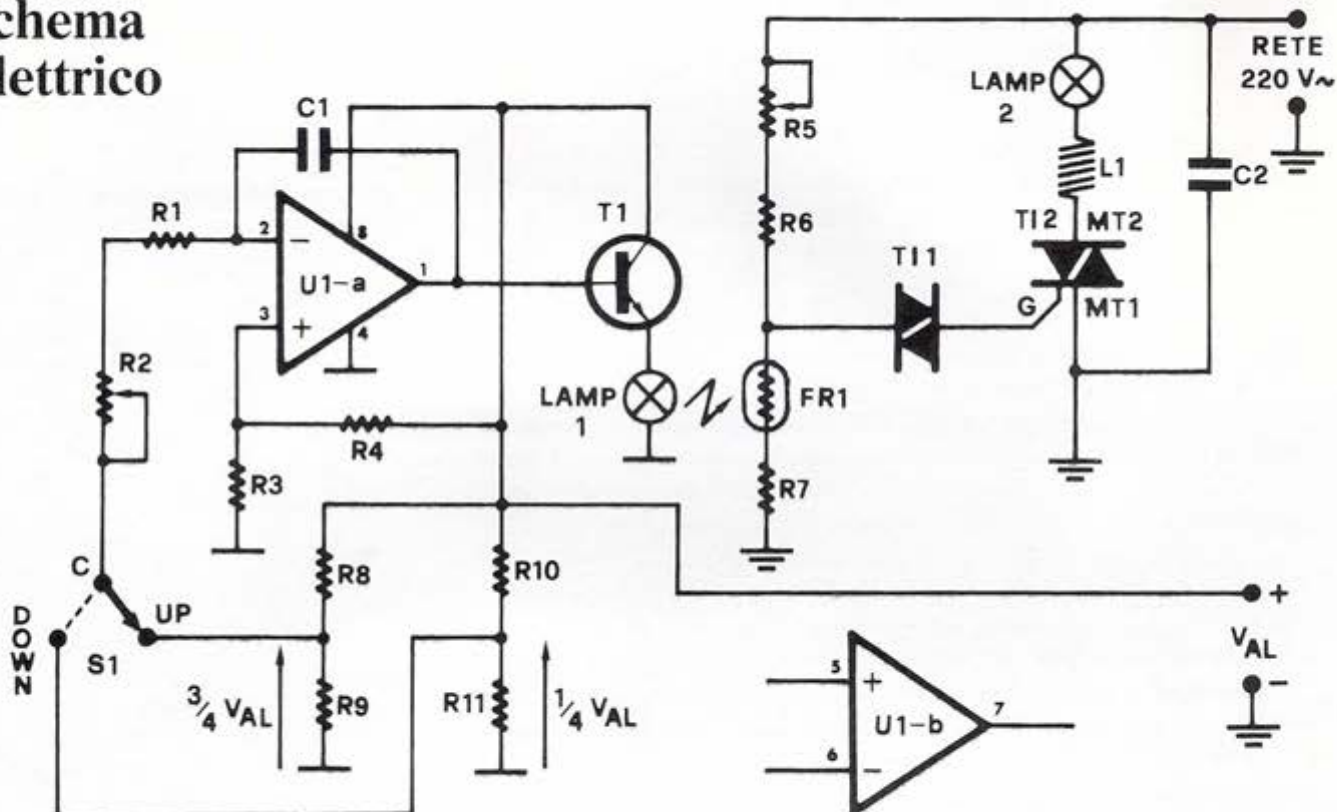 chema
lettrico
C1
R1
2
−
8
U1-a
1
3
+
4
T1
R2
LAMP
1
R4
R3
FR1
R5
R6
R7
LAMP
2
L1
C2
RETE
220 V~
TI1
TI2
MT2
G
MT1
C
UP
DOWN
S1
R8
R9
R10
R11
3/4 VAL
1/4 VAL
+
VAL
−
5
+
U1-b
7
6
−